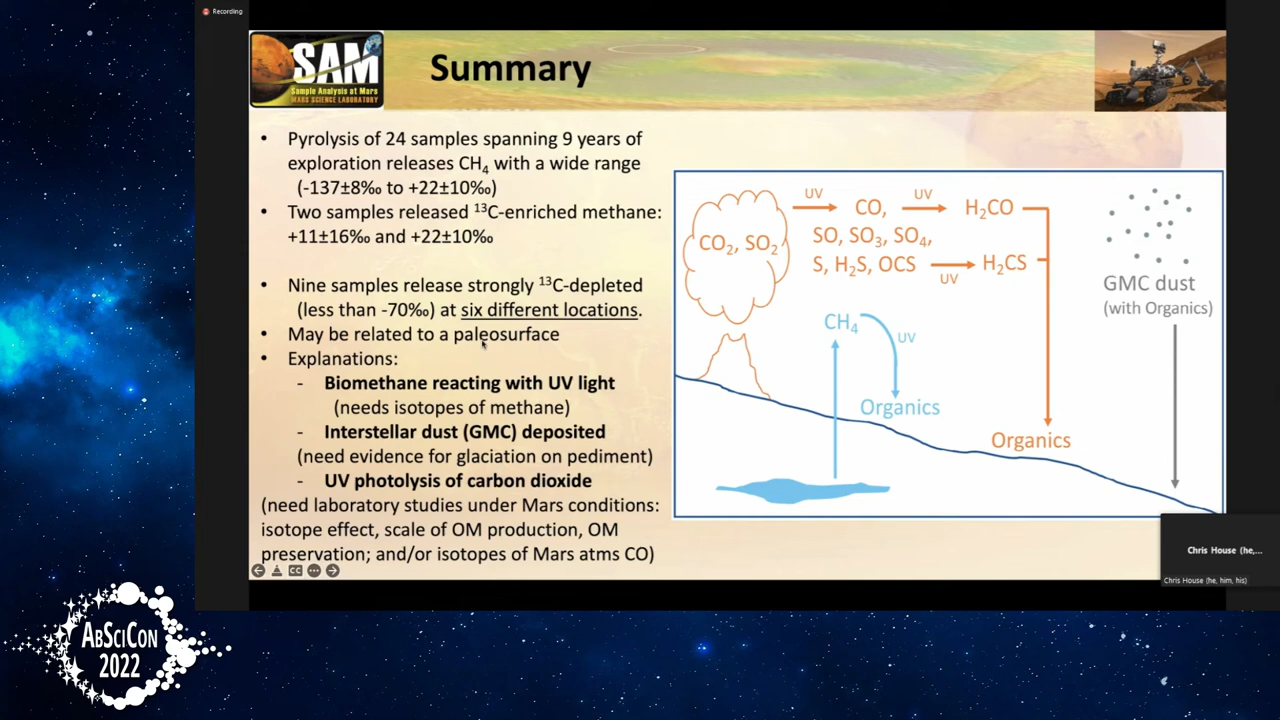 Recording
SAM
Sample Analysis at Mars
MARS SCIENCE LABORATORY
Summary
• Pyrolysis of 24 samples spanning 9 years of
exploration releases CH₄ with a wide range
(-137±8‰ to +22±10‰)
• Two samples released ¹³C-enriched methane:
+11±16‰ and +22±10‰
• Nine samples release strongly ¹³C-depleted
(less than -70‰) at six different locations.
• May be related to a paleosurface
• Explanations:
- Biomethane reacting with UV light
(needs isotopes of methane)
- Interstellar dust (GMC) deposited
(need evidence for glaciation on pediment)
- UV photolysis of carbon dioxide
(need laboratory studies under Mars conditions:
isotope effect, scale of OM production, OM
preservation; and/or isotopes of Mars atms CO)
CO₂, SO₂
UV
CO,
UV
H₂CO
SO, SO₃, SO₄,
S, H₂S, OCS
UV
H₂CS
CH₄
UV
Organics
Organics
GMC dust
(with Organics)
CC
Chris House (he,...
Chris House (he, him, his)
ABSCICON
2022